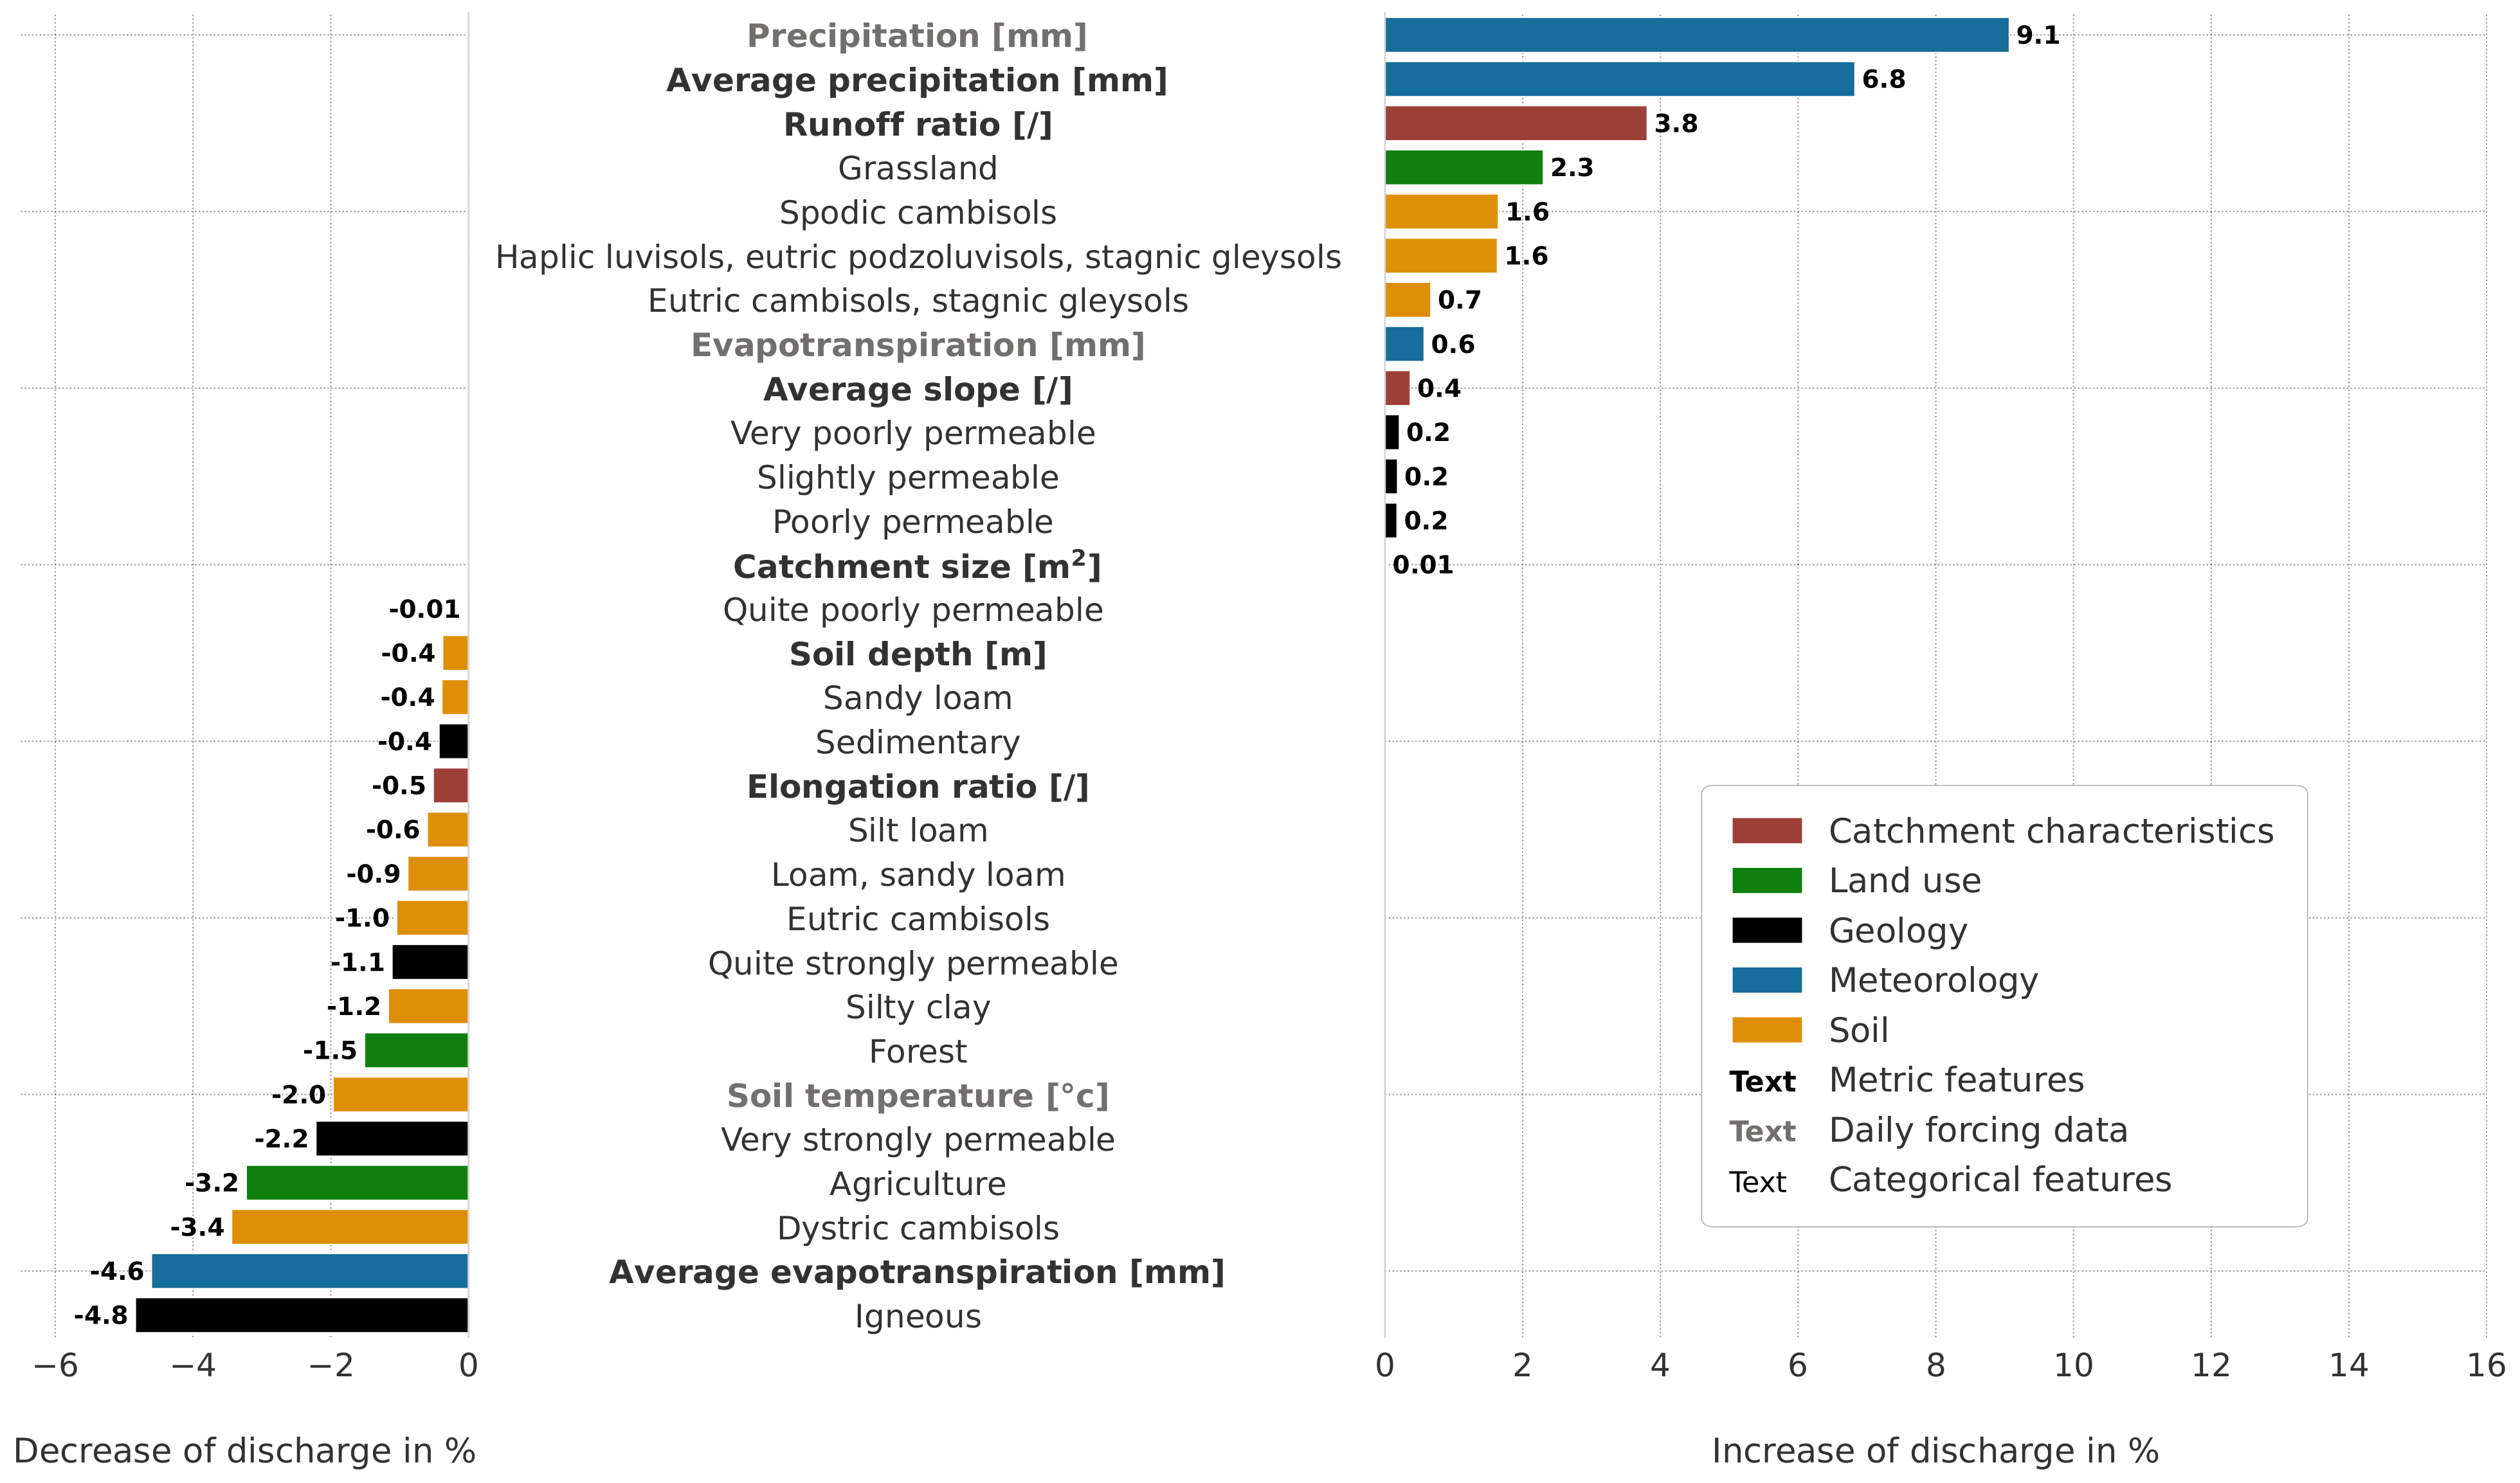 Precipitation [mm] 9.1
Average precipitation [mm] 6.8
Runoff ratio [/] 3.8
Grassland 2.3
Spodic cambisols 1.6
Haplic luvisols, eutric podzoluvisols, stagnic gleysols 1.6
Eutric cambisols, stagnic gleysols 0.7
Evapotranspiration [mm] 0.6
Average slope [/] 0.4
Very poorly permeable 0.2
Slightly permeable 0.2
Poorly permeable 0.2
Catchment size [m²] 0.01
-0.01 Quite poorly permeable
-0.4 Soil depth [m]
-0.4 Sandy loam
-0.4 Sedimentary
-0.5 Elongation ratio [/]
-0.6 Silt loam
-0.9 Loam, sandy loam
-1.0 Eutric cambisols
-1.1 Quite strongly permeable
-1.2 Silty clay
-1.5 Forest
-2.0 Soil temperature [°c]
-2.2 Very strongly permeable
-3.2 Agriculture
-3.4 Dystric cambisols
-4.6 Average evapotranspiration [mm]
-4.8 Igneous
Catchment characteristics
Land use
Geology
Meteorology
Soil
Text Metric features
Text Daily forcing data
Text Categorical features
−6 −4 −2 0 0 2 4 6 8 10 12 14 16
Decrease of discharge in % Increase of discharge in %